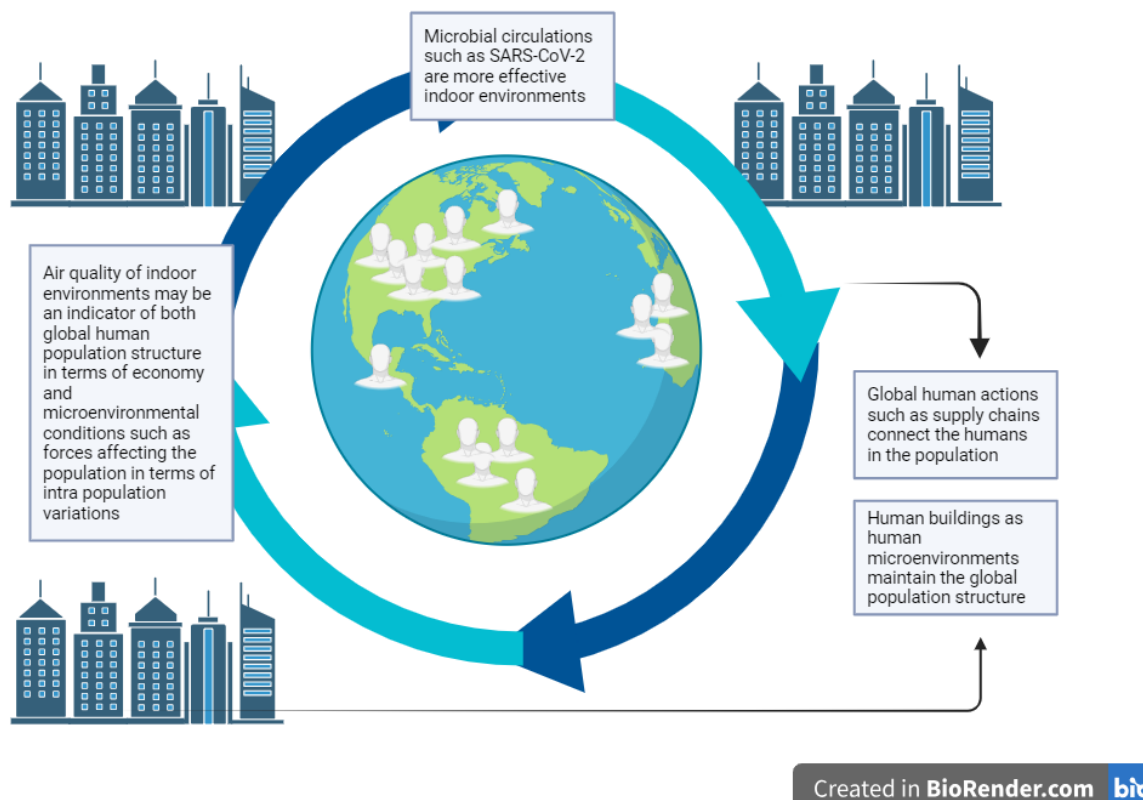 Microbial circulations
such as SARS-CoV-2
are more effective
indoor environments
Air quality of indoor
environments may be
an indicator of both
global human
population structure
in terms of economy
and
microenvironmental
conditions such as
forces affecting the
population in terms of
intra population
variations
Global human actions
such as supply chains
connect the humans
in the population
Human buildings as
human
microenvironments
maintain the global
population structure
Created in BioRender.com